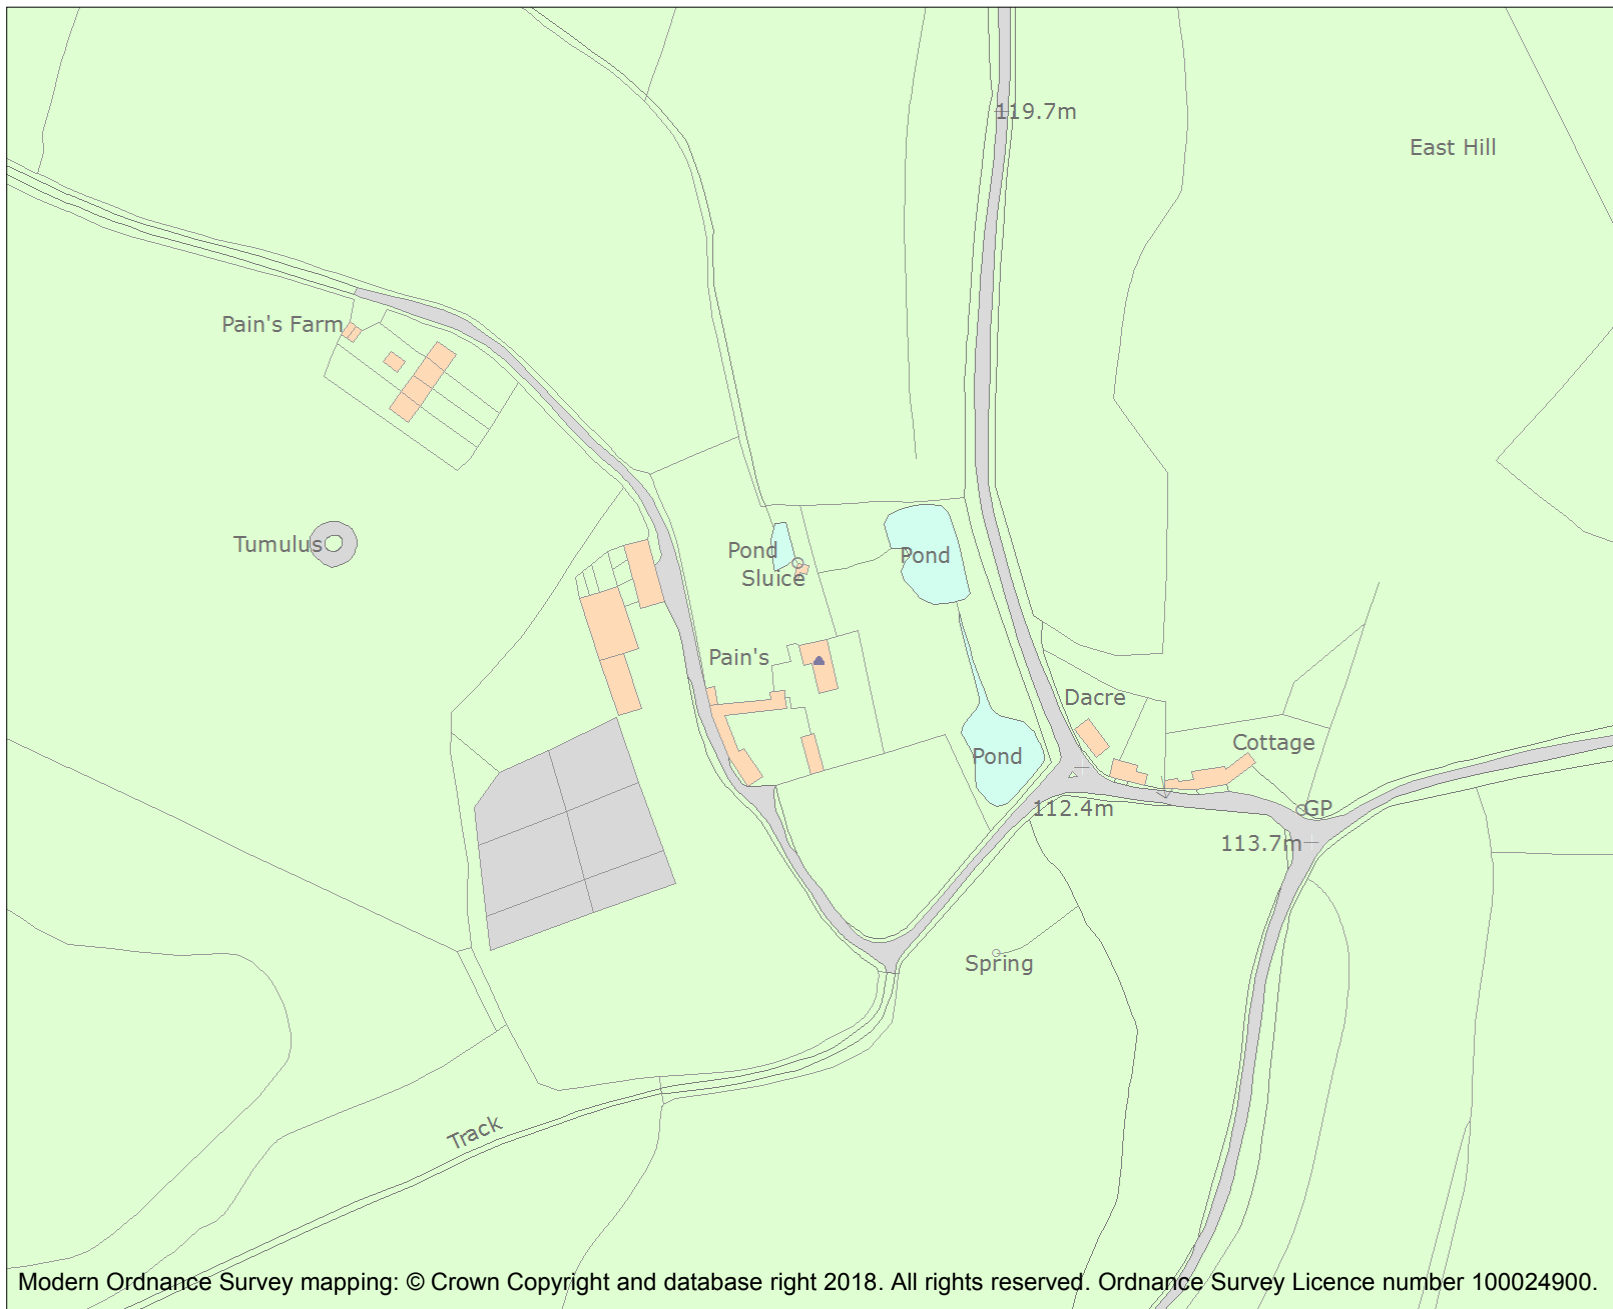 119.7m
East Hill
Pain's Farm
Tumulus
Pond
Pond
Sluice
Pain's
Dacre
Cottage
Pond
112.4m
GP
113.7m
Spring
Track
Modern Ordnance Survey mapping: © Crown Copyright and database right 2018. All rights reserved. Ordnance Survey Licence number 100024900.